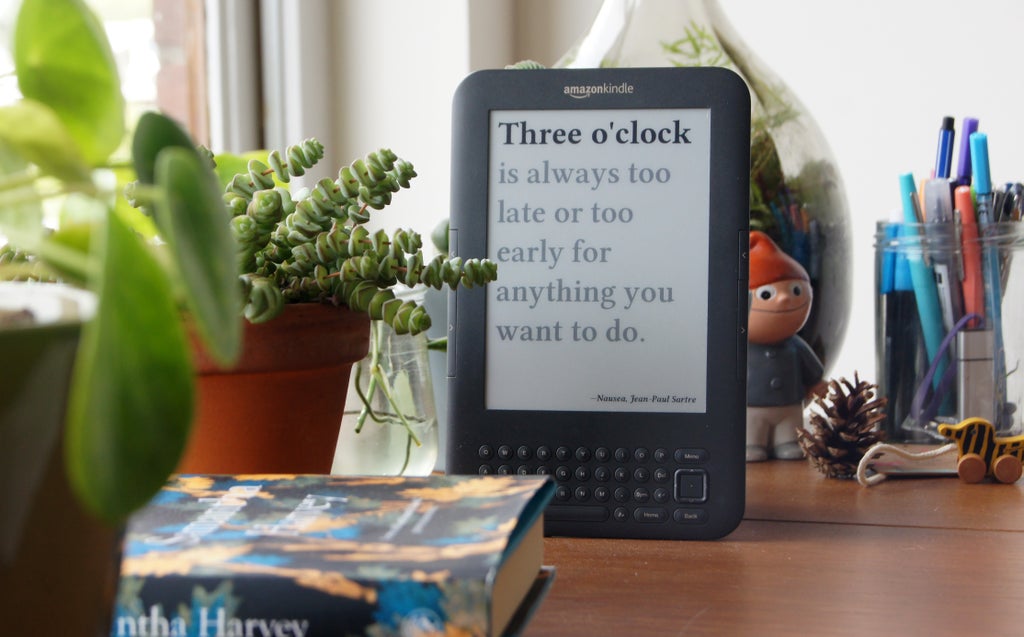 amazonkindle
Three o'clock
is always too
late or too
early for
anything you
want to do.
—Nausea, Jean-Paul Sartre
Menu
Home
Back
ntha Harvey